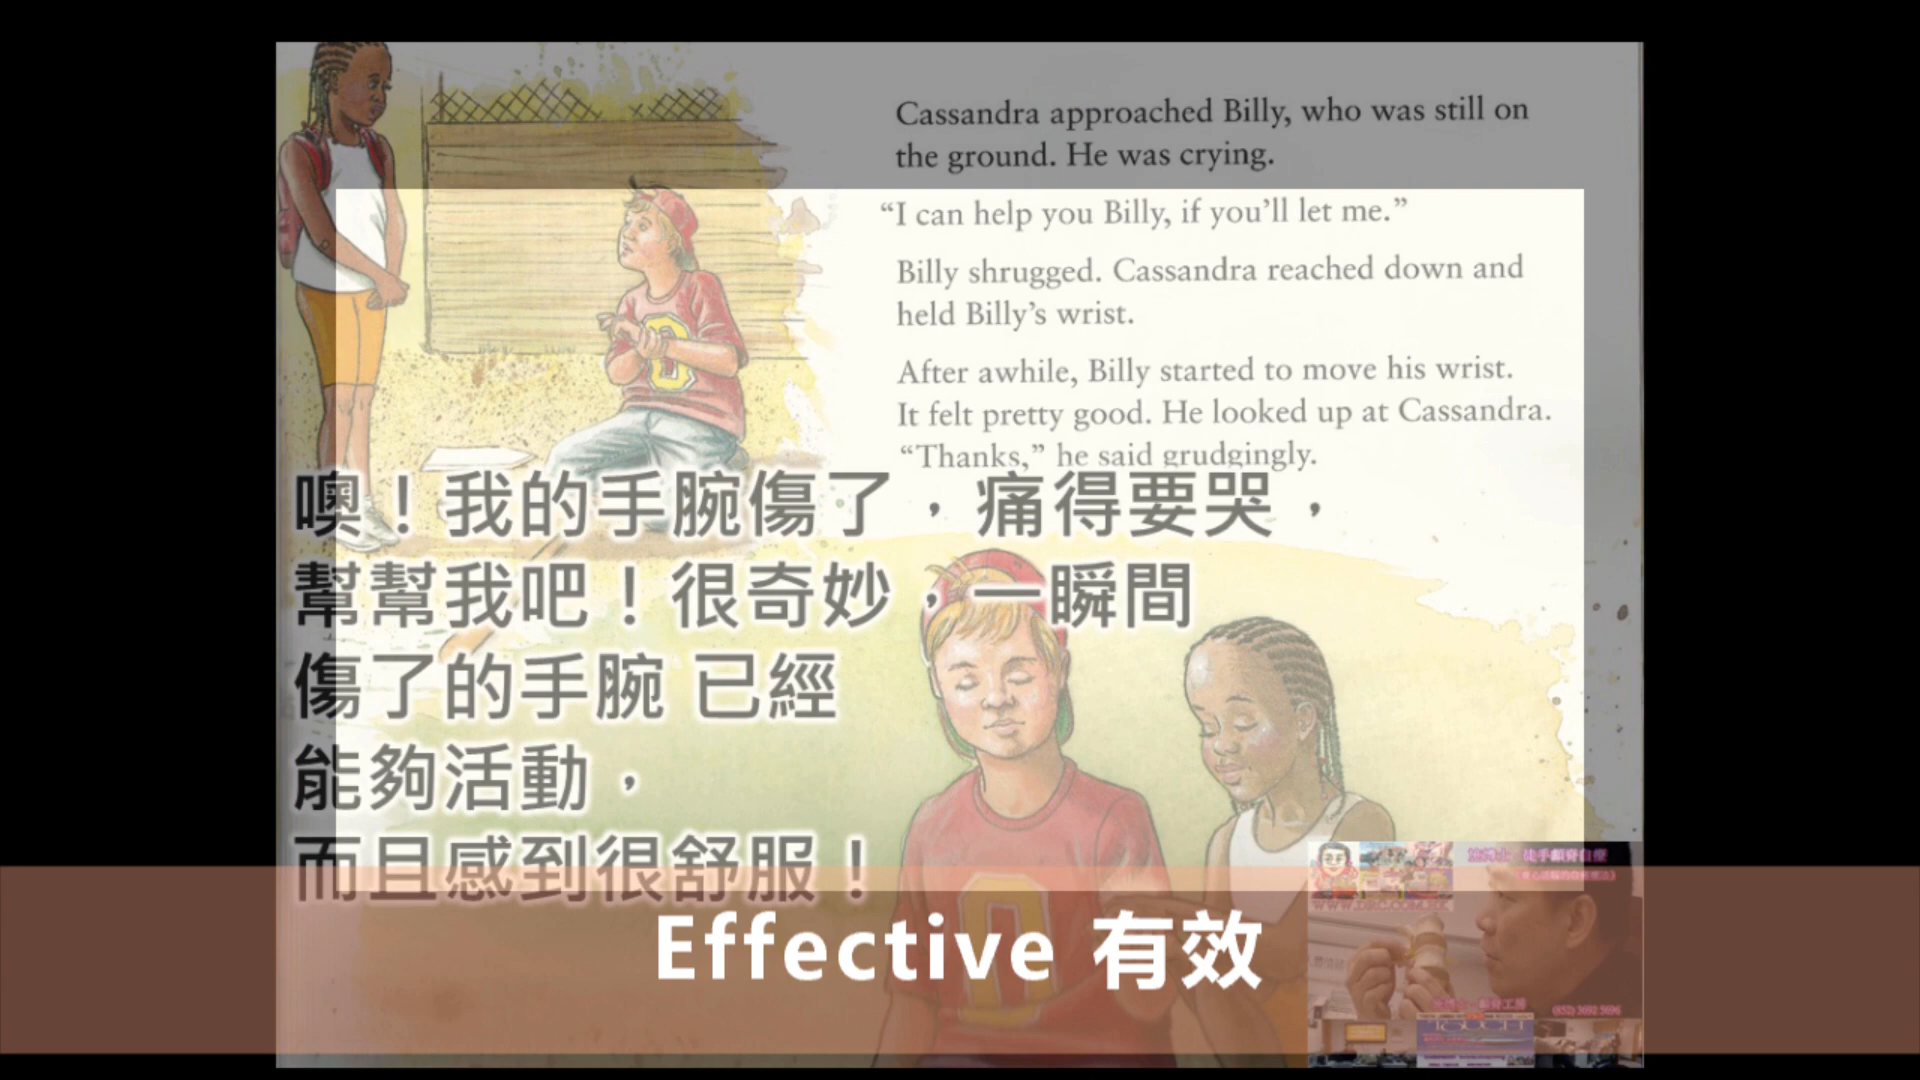 Cassandra approached Billy, who was still on
the ground. He was crying.
“I can help you Billy, if you’ll let me.”
Billy shrugged. Cassandra reached down and
held Billy’s wrist.
After awhile, Billy started to move his wrist.
It felt pretty good. He looked up at Cassandra.
“Thanks,” he said grudgingly.
噢！我的手腕傷了，痛得要哭，
幫幫我吧！很奇妙，一瞬間
傷了的手腕 已經
能夠活動，
而且感到很舒服！
Effective 有效
(852) 3692 5696
TOUCH